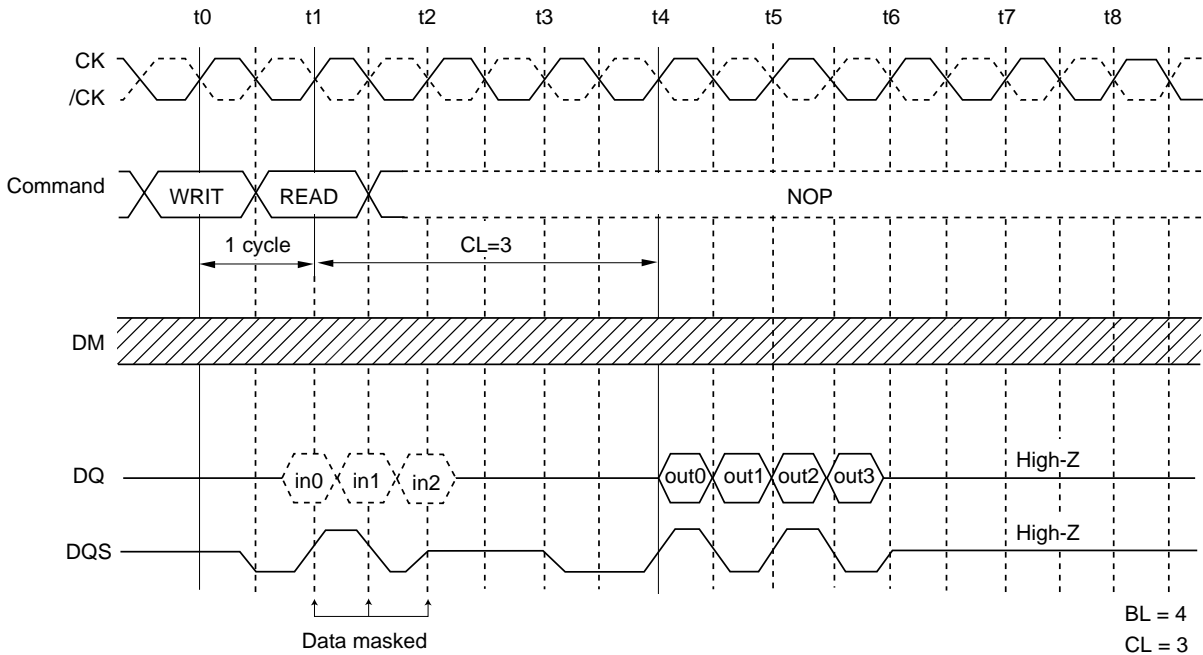 t0 t1 t2 t3 t4 t5 t6 t7 t8
CK
/CK
Command WRIT READ NOP
1 cycle CL=3
DM
DQ in0 in1 in2 out0 out1 out2 out3 High-Z
DQS High-Z
Data masked
BL = 4
CL = 3